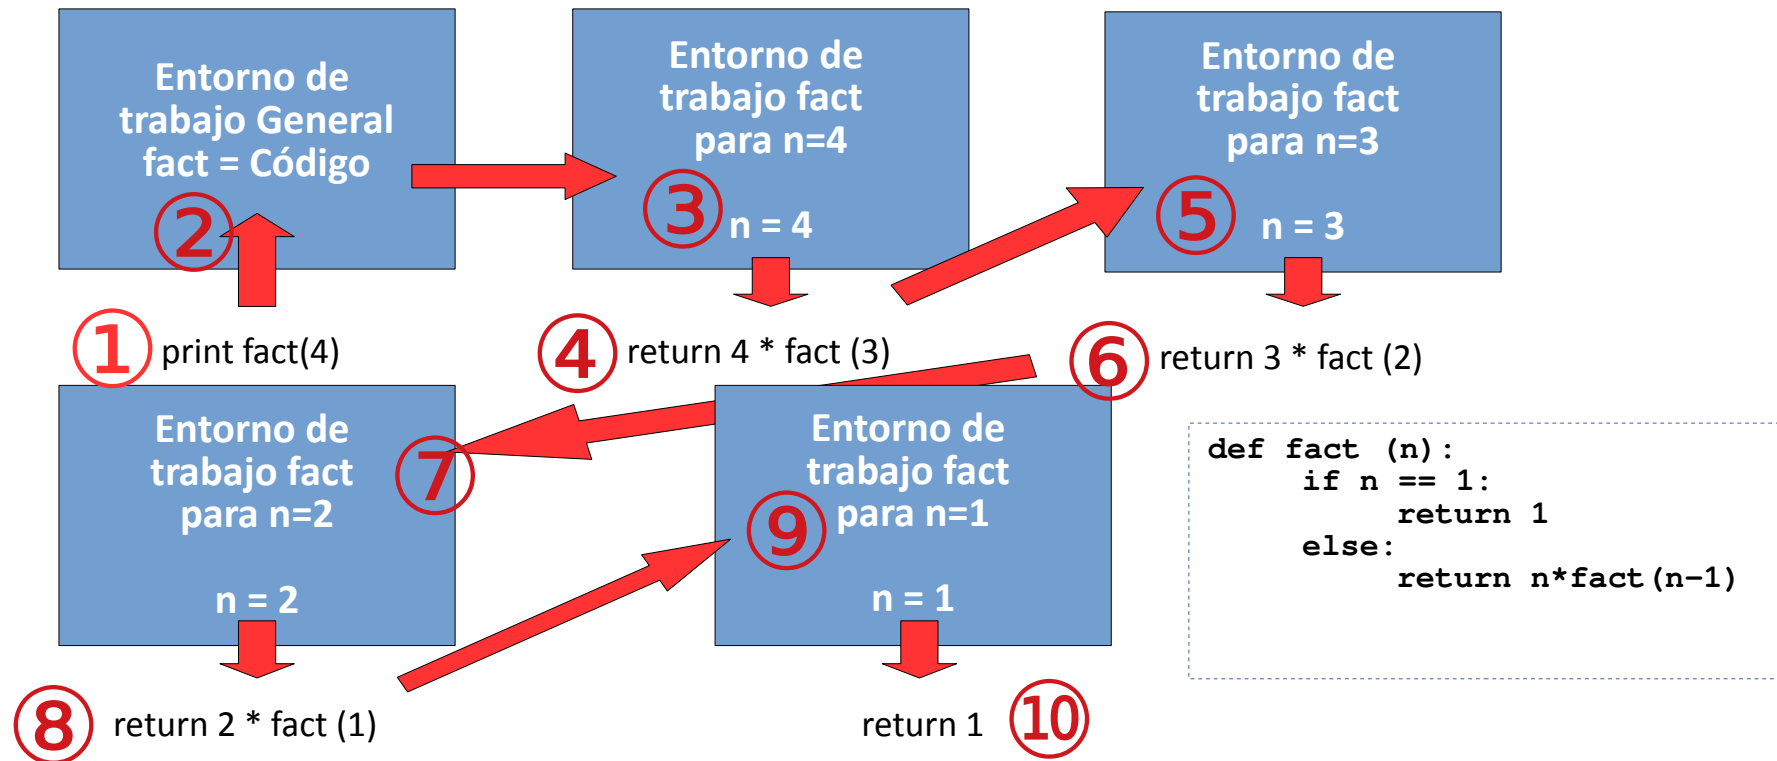 Entorno de
trabajo General
fact = Código
②
① print fact(4)
Entorno de
trabajo fact
para n=4
③
n = 4
④ return 4 * fact (3)
Entorno de
trabajo fact
para n=3
⑤
n = 3
⑥ return 3 * fact (2)
Entorno de
trabajo fact
para n=2
⑦
n = 2
⑧ return 2 * fact (1)
Entorno de
trabajo fact
para n=1
⑨
n = 1
return 1 ⑩
def fact (n):
if n == 1:
return 1
else:
return n*fact(n-1)